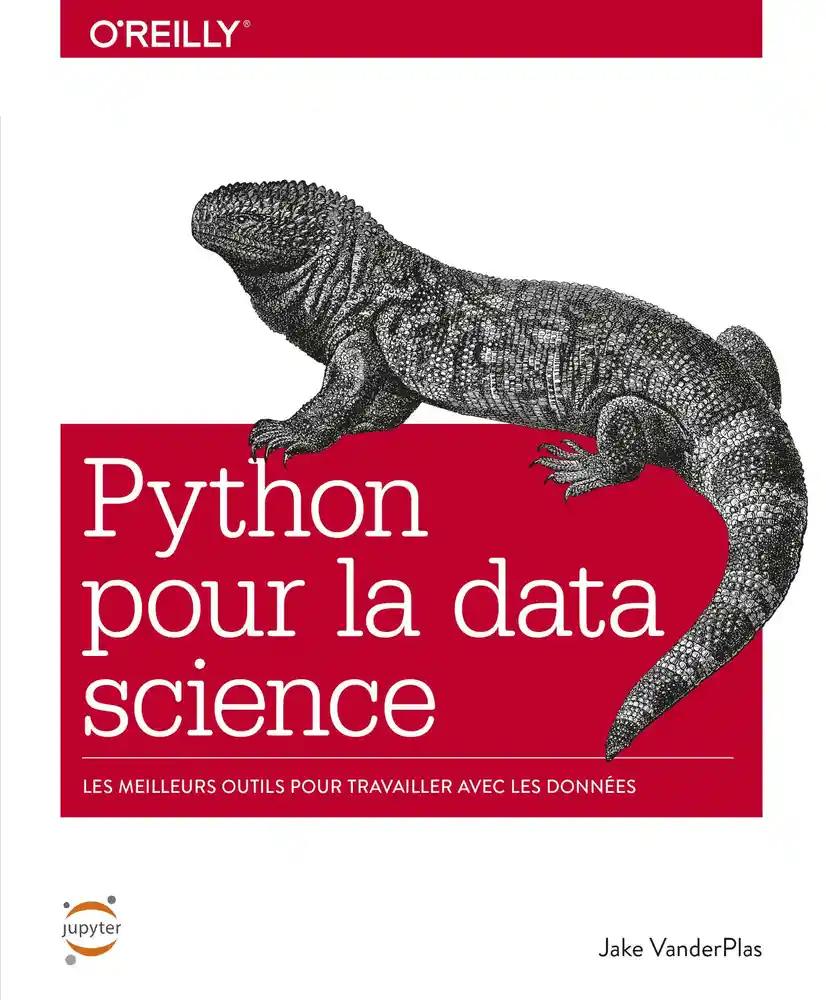 O'REILLY®
Python
pour la data
science
LES MEILLEURS OUTILS POUR TRAVAILLER AVEC LES DONNÉES
jupyter
Jake VanderPlas